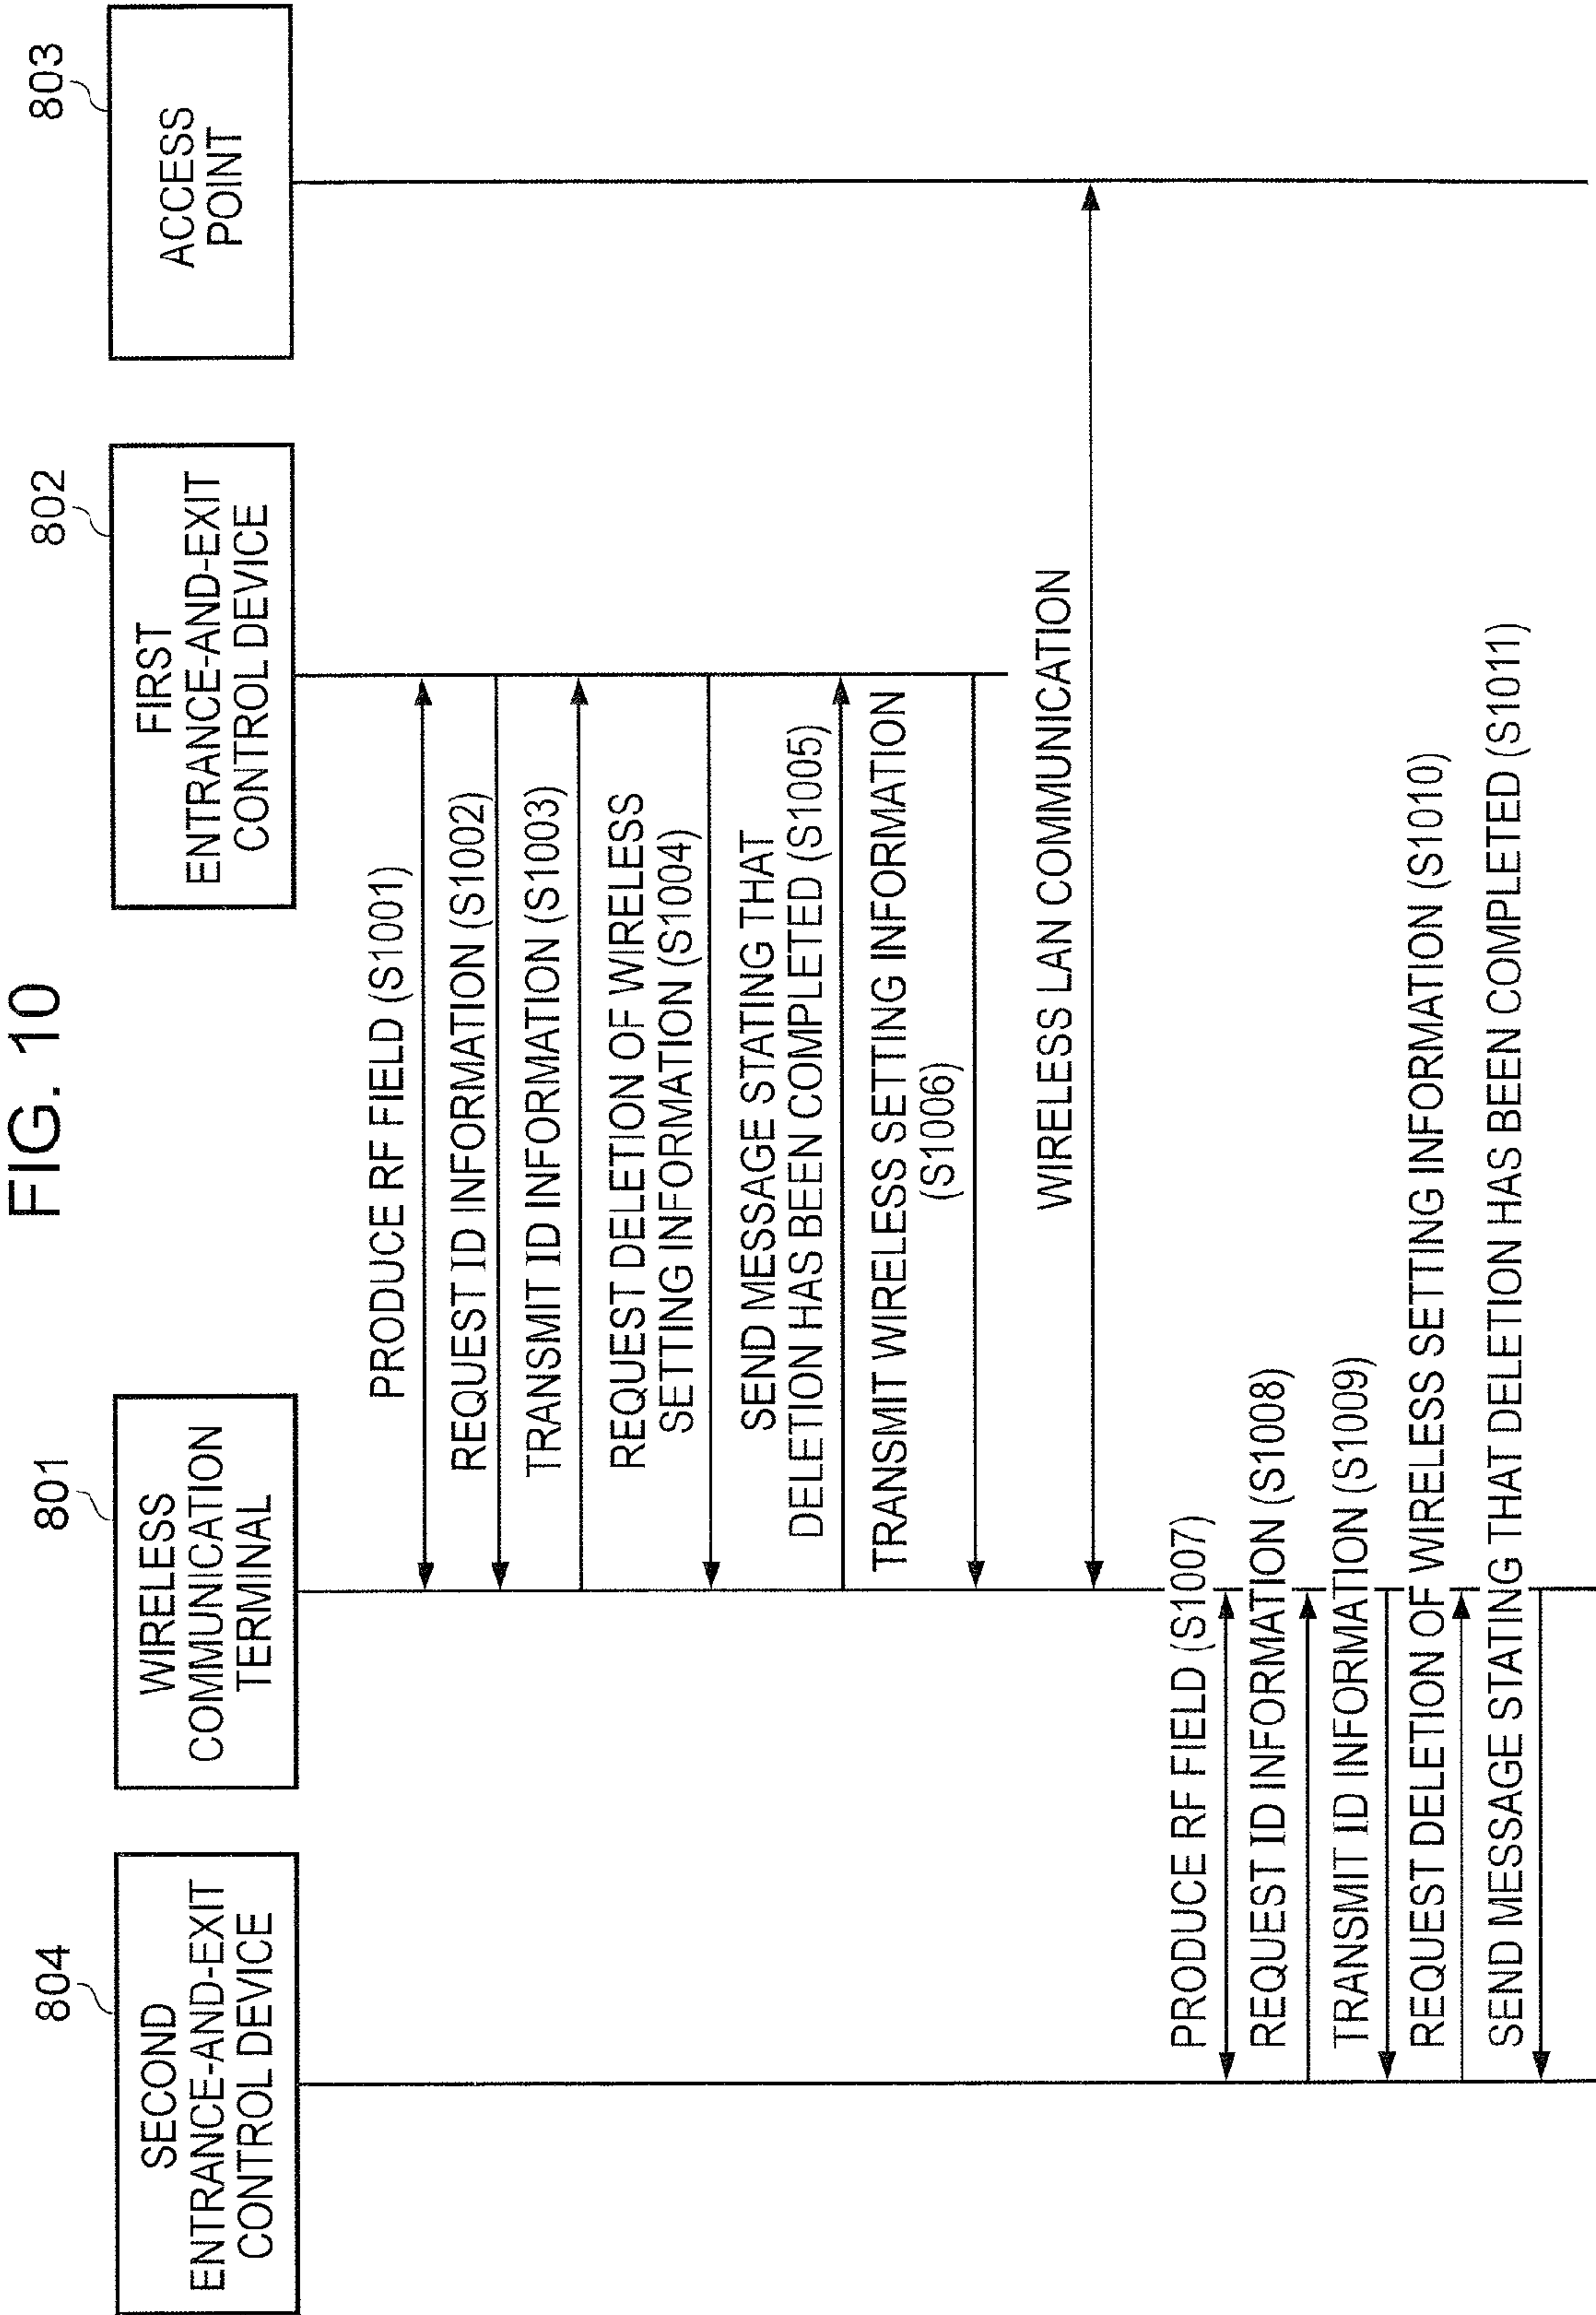 FIG. 10
804
801
802
803
SECOND
ENTRANCE-AND-EXIT
CONTROL DEVICE
WIRELESS
COMMUNICATION
TERMINAL
FIRST
ENTRANCE-AND-EXIT
CONTROL DEVICE
ACCESS
POINT
PRODUCE RF FIELD (S1001)
REQUEST ID INFORMATION (S1002)
TRANSMIT ID INFORMATION (S1003)
REQUEST DELETION OF WIRELESS
SETTING INFORMATION (S1004)
SEND MESSAGE STATING THAT
DELETION HAS BEEN COMPLETED (S1005)
TRANSMIT WIRELESS SETTING INFORMATION
(S1006)
WIRELESS LAN COMMUNICATION
PRODUCE RF FIELD (S1007)
REQUEST ID INFORMATION (S1008)
TRANSMIT ID INFORMATION (S1009)
REQUEST DELETION OF WIRELESS SETTING INFORMATION (S1010)
SEND MESSAGE STATING THAT DELETION HAS BEEN COMPLETED (S1011)